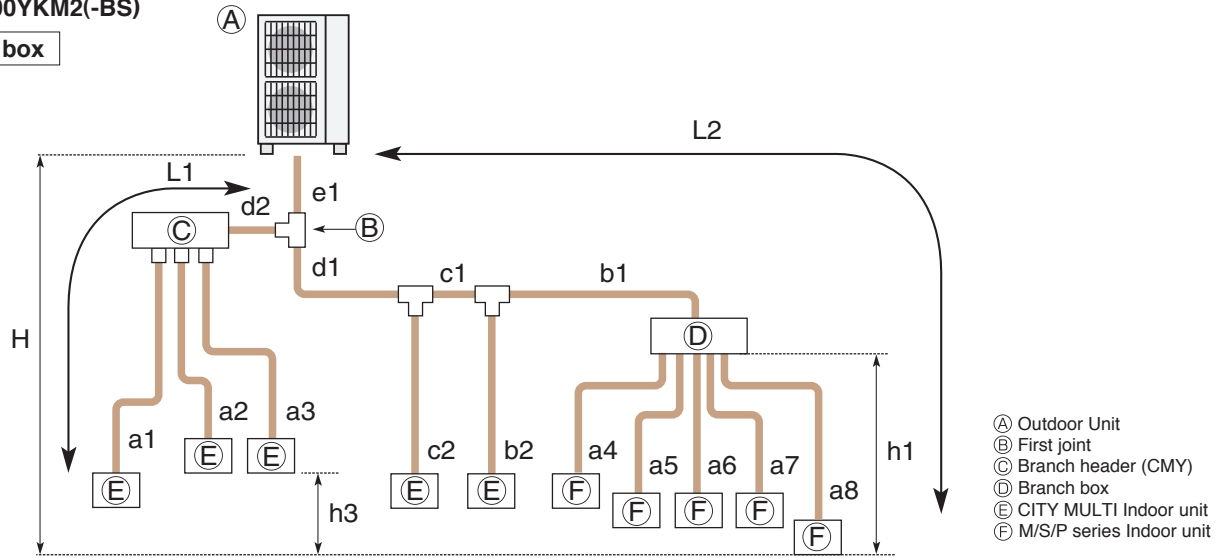 00YKM2(-BS)
box
Ⓐ
L2
L1
e1
d2
Ⓒ
Ⓑ
d1
c1
b1
H
Ⓓ
a1
a2
a3
c2
b2
a4
a5
a6
a7
a8
h1
Ⓔ
Ⓔ
Ⓔ
Ⓔ
Ⓔ
Ⓕ
Ⓕ
Ⓕ
Ⓕ
Ⓕ
h3
Ⓐ Outdoor Unit
Ⓑ First joint
Ⓒ Branch header (CMY)
Ⓓ Branch box
Ⓔ CITY MULTI Indoor unit
Ⓕ M/S/P series Indoor unit